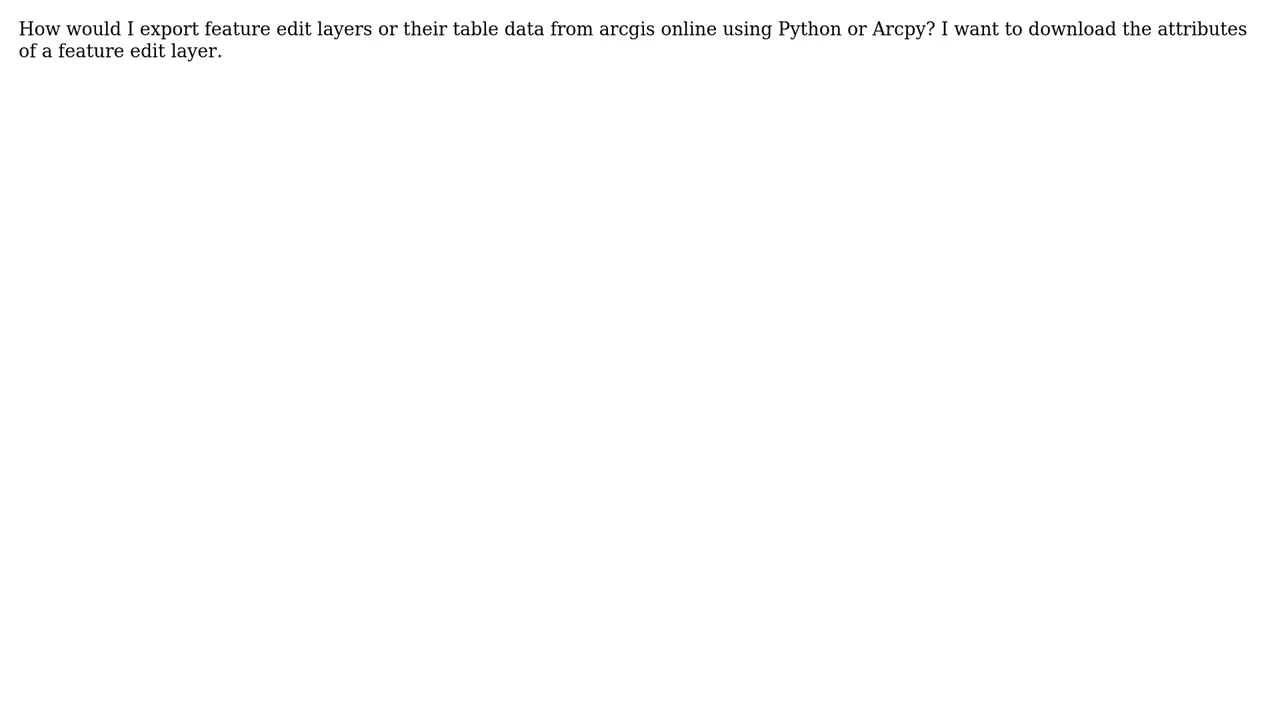 How would I export feature edit layers or their table data from arcgis online using Python or Arcpy? I want to download the attributes
of a feature edit layer.